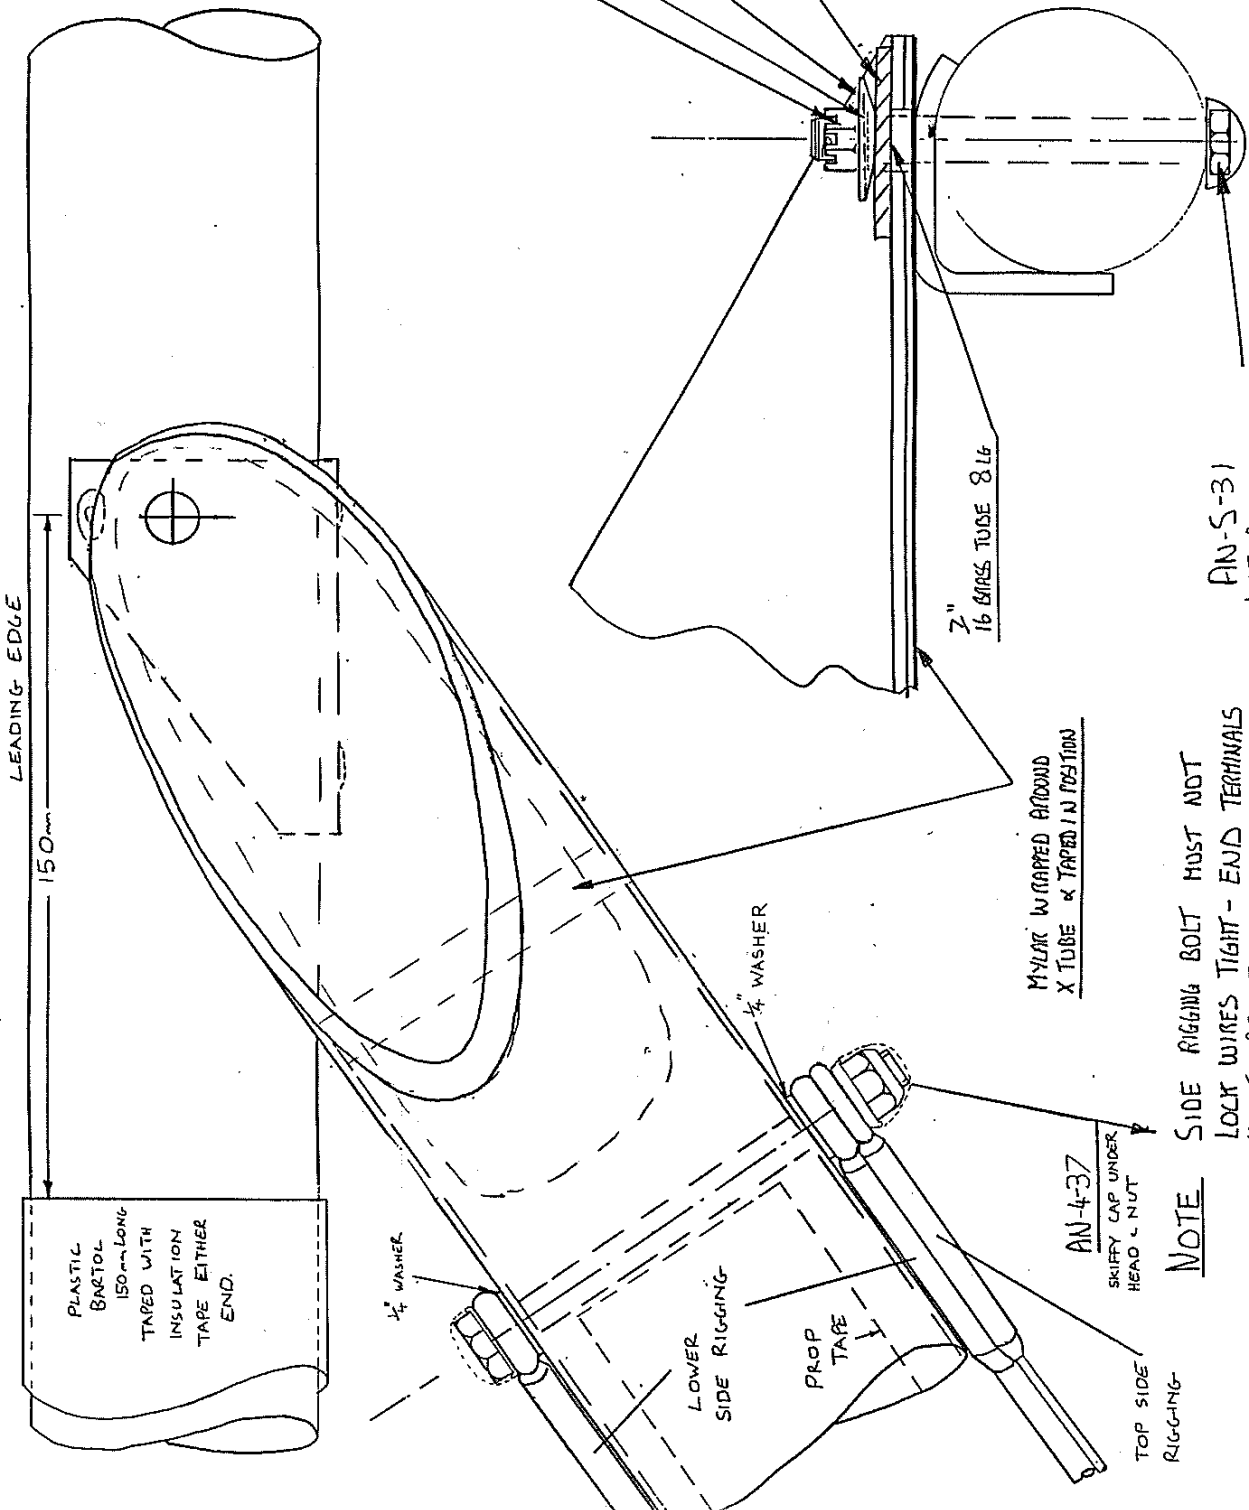 LEADING EDGE
150mm
PLASTIC
BARTOL
150mm LONG
TAPED WITH
INSULATION
TAPE EITHER
END.
¼" WASHER
LOWER
SIDE RIGGING
PROP
TAPE
TOP SIDE
RIGGING
¼" WASHER
AN-4-37
SKIFFY CAP UNDER
HEAD & NUT
MYLAR WRAPPED AROUND
X TUBE & TAPED IN POSITION
16 BRASS TUBE 8 LG
AN-5-31
NOTE SIDE RIGGING BOLT MUST NOT
LOCK WIRES TIGHT - END TERMINALS